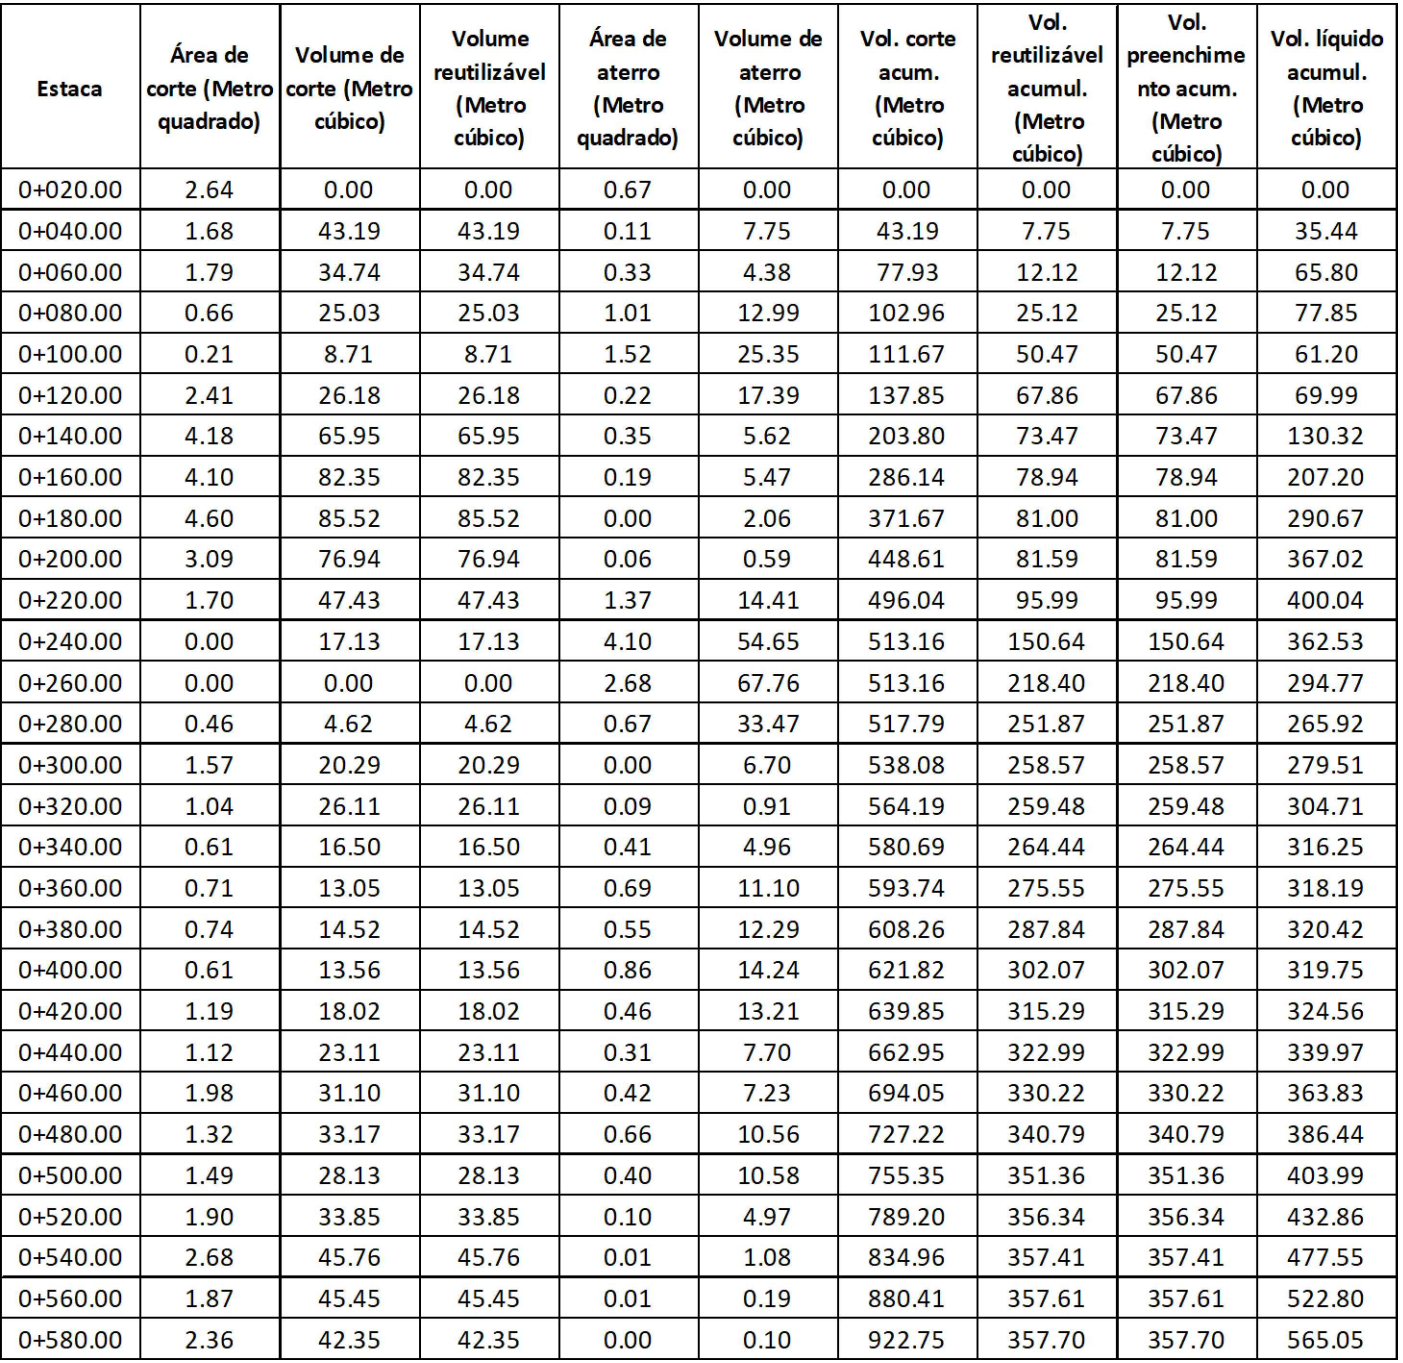 Estaca Área de corte (Metro quadrado) Volume de corte (Metro cúbico) Volume reutilizável (Metro cúbico) Área de aterro (Metro quadrado) Volume de aterro (Metro cúbico) Vol. corte acum. (Metro cúbico) Vol. reutilizável acumul. (Metro cúbico) Vol. preenchime nto acum. (Metro cúbico) Vol. líquido acumul. (Metro cúbico)
0+020.00 2.64 0.00 0.00 0.67 0.00 0.00 0.00 0.00 0.00
0+040.00 1.68 43.19 43.19 0.11 7.75 43.19 7.75 7.75 35.44
0+060.00 1.79 34.74 34.74 0.33 4.38 77.93 12.12 12.12 65.80
0+080.00 0.66 25.03 25.03 1.01 12.99 102.96 25.12 25.12 77.85
0+100.00 0.21 8.71 8.71 1.52 25.35 111.67 50.47 50.47 61.20
0+120.00 2.41 26.18 26.18 0.22 17.39 137.85 67.86 67.86 69.99
0+140.00 4.18 65.95 65.95 0.35 5.62 203.80 73.47 73.47 130.32
0+160.00 4.10 82.35 82.35 0.19 5.47 286.14 78.94 78.94 207.20
0+180.00 4.60 85.52 85.52 0.00 2.06 371.67 81.00 81.00 290.67
0+200.00 3.09 76.94 76.94 0.06 0.59 448.61 81.59 81.59 367.02
0+220.00 1.70 47.43 47.43 1.37 14.41 496.04 95.99 95.99 400.04
0+240.00 0.00 17.13 17.13 4.10 54.65 513.16 150.64 150.64 362.53
0+260.00 0.00 0.00 0.00 2.68 67.76 513.16 218.40 218.40 294.77
0+280.00 0.46 4.62 4.62 0.67 33.47 517.79 251.87 251.87 265.92
0+300.00 1.57 20.29 20.29 0.00 6.70 538.08 258.57 258.57 279.51
0+320.00 1.04 26.11 26.11 0.09 0.91 564.19 259.48 259.48 304.71
0+340.00 0.61 16.50 16.50 0.41 4.96 580.69 264.44 264.44 316.25
0+360.00 0.71 13.05 13.05 0.69 11.10 593.74 275.55 275.55 318.19
0+380.00 0.74 14.52 14.52 0.55 12.29 608.26 287.84 287.84 320.42
0+400.00 0.61 13.56 13.56 0.86 14.24 621.82 302.07 302.07 319.75
0+420.00 1.19 18.02 18.02 0.46 13.21 639.85 315.29 315.29 324.56
0+440.00 1.12 23.11 23.11 0.31 7.70 662.95 322.99 322.99 339.97
0+460.00 1.98 31.10 31.10 0.42 7.23 694.05 330.22 330.22 363.83
0+480.00 1.32 33.17 33.17 0.66 10.56 727.22 340.79 340.79 386.44
0+500.00 1.49 28.13 28.13 0.40 10.58 755.35 351.36 351.36 403.99
0+520.00 1.90 33.85 33.85 0.10 4.97 789.20 356.34 356.34 432.86
0+540.00 2.68 45.76 45.76 0.01 1.08 834.96 357.41 357.41 477.55
0+560.00 1.87 45.45 45.45 0.01 0.19 880.41 357.61 357.61 522.80
0+580.00 2.36 42.35 42.35 0.00 0.10 922.75 357.70 357.70 565.05